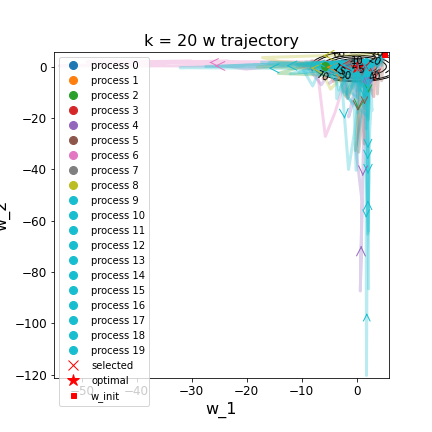 k = 20 w trajectory
0
−20
−40
−60
−80
−100
−120
w_2
process 0
process 1
process 2
process 3
process 4
process 5
process 6
process 7
process 8
process 9
process 10
process 11
process 12
process 13
process 14
process 15
process 16
process 17
process 18
process 19
selected
optimal
w_init
−50 −40 −30 −20 −10 0
w_1